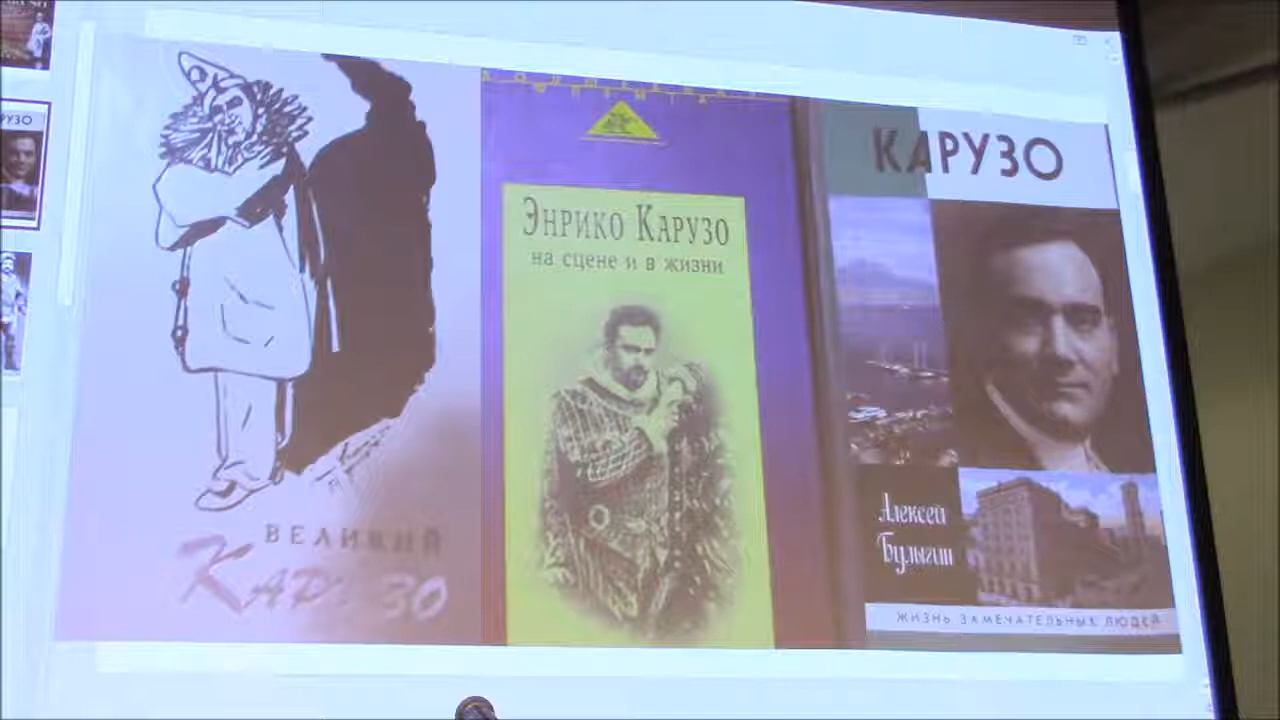 ВЕЛИКИЙ
КАРУЗО
ЭНРИКО КАРУЗО
на сцене и в жизни
КАРУЗО
Алексей
Булыгин
ЖИЗНЬ ЗАМЕЧАТЕЛЬНЫХ ЛЮДЕЙ